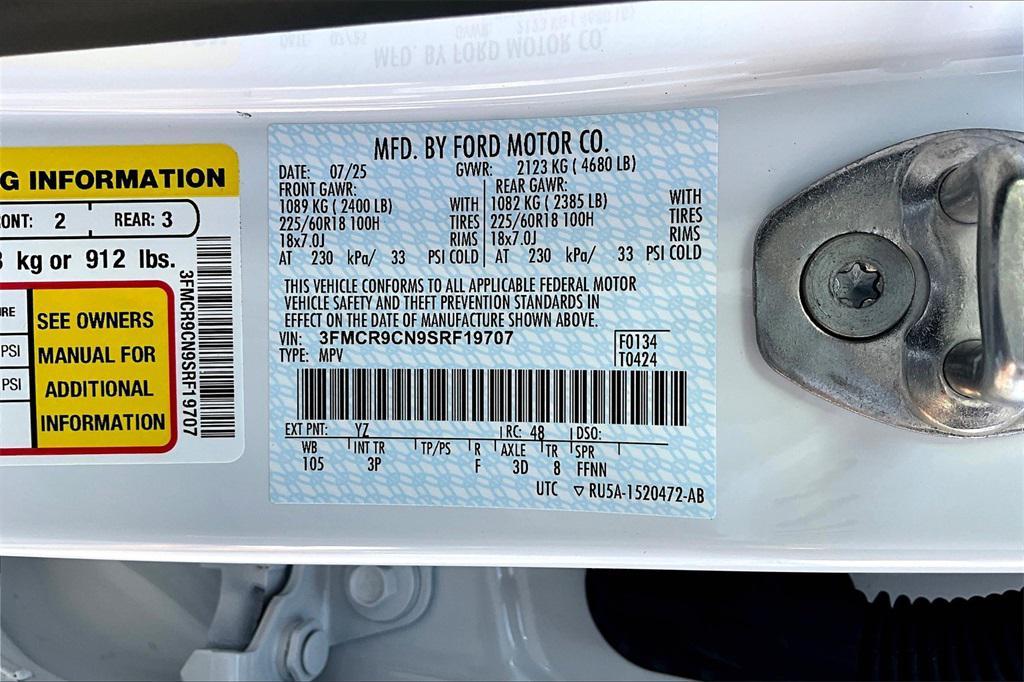 G INFORMATION
ONT: 2 REAR: 3
kg or 912 lbs.
PSI
PSI
SEE OWNERS
MANUAL FOR
ADDITIONAL
INFORMATION
3FMCR9CN9SRF19707
MFD. BY FORD MOTOR CO.
DATE: 07/25 GVWR: 2123 KG ( 4680 LB)
FRONT GAWR: REAR GAWR:
1089 KG ( 2400 LB) WITH 1082 KG ( 2385 LB) WITH
225/60R18 100H TIRES 225/60R18 100H TIRES
18x7.0J RIMS 18x7.0J RIMS
AT 230 kPa/ 33 PSI COLD AT 230 kPa/ 33 PSI COLD
THIS VEHICLE CONFORMS TO ALL APPLICABLE FEDERAL MOTOR
VEHICLE SAFETY AND THEFT PREVENTION STANDARDS IN
EFFECT ON THE DATE OF MANUFACTURE SHOWN ABOVE.
VIN: 3FMCR9CN9SRF19707 F0134
TYPE: MPV T0424
EXT PNT: YZ RC: 48 DSO:
WB INT TR TP/PS R AXLE TR SPR
105 3P F 3D 8 FFNN
UTC ▽ RU5A-1520472-AB